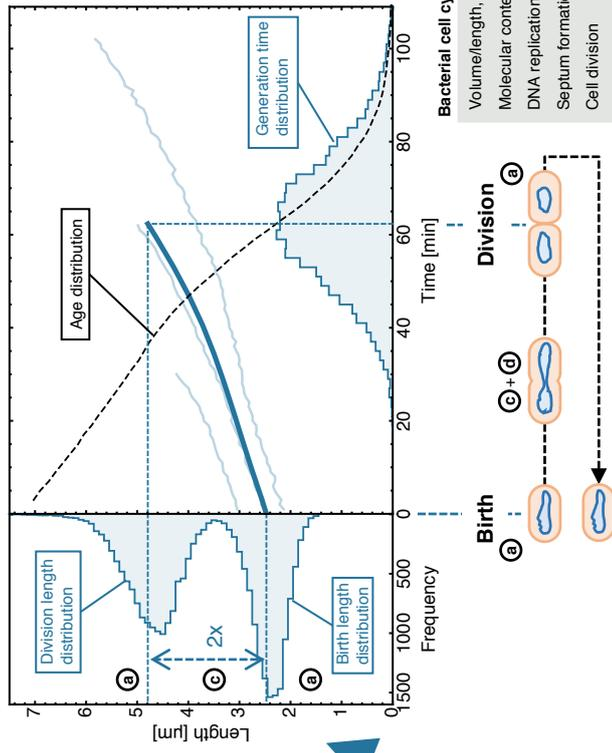 7
6
5
4
3
2
1
0
Length [µm]
Division length
distribution
2x
Birth length
distribution
a
c
a
1500
1000
500
0
Frequency
Age distribution
Generation time
distribution
20
40
60
80
100
Time [min]
Birth
Division
a
c + d
a
Bacterial cell cy
Volume/length,
Molecular conte
DNA replication
Septum formati
Cell division